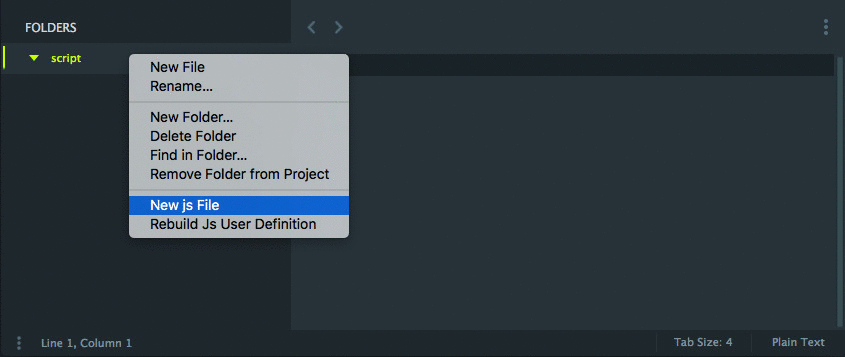 FOLDERS
script
New File
Rename...
New Folder...
Delete Folder
Find in Folder...
Remove Folder from Project
New js File
Rebuild Js User Definition
Line 1, Column 1
Tab Size: 4
Plain Text